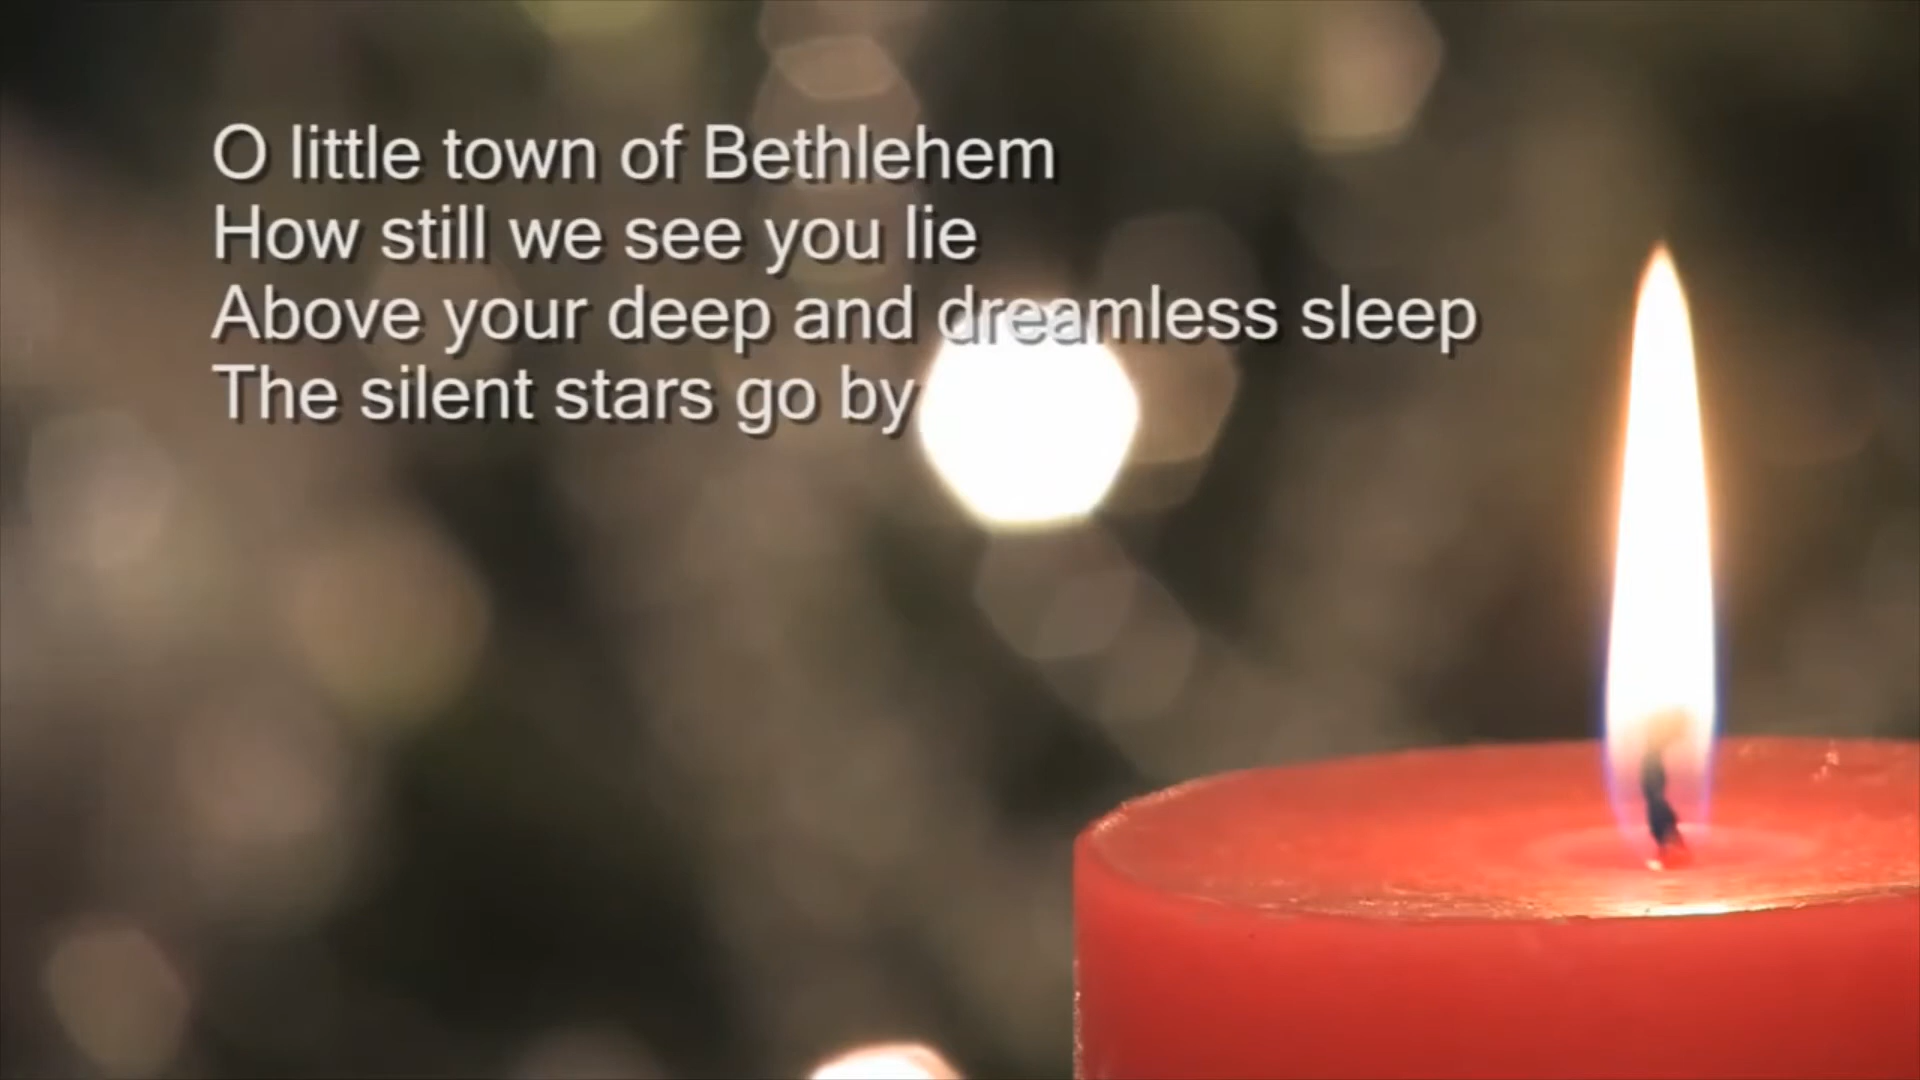 O little town of Bethlehem
How still we see you lie
Above your deep and dreamless sleep
The silent stars go by